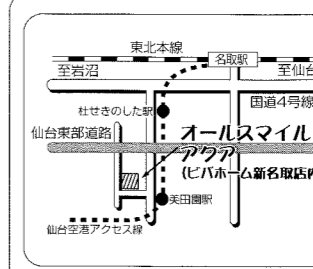 東北本線
名取駅
至岩沼
至仙台
国道4号線
杜せきのした駅
仙台東部道路
オールスマイル
アクア
(ビバホーム新名取店内
美田園駅
仙台空港アクセス線